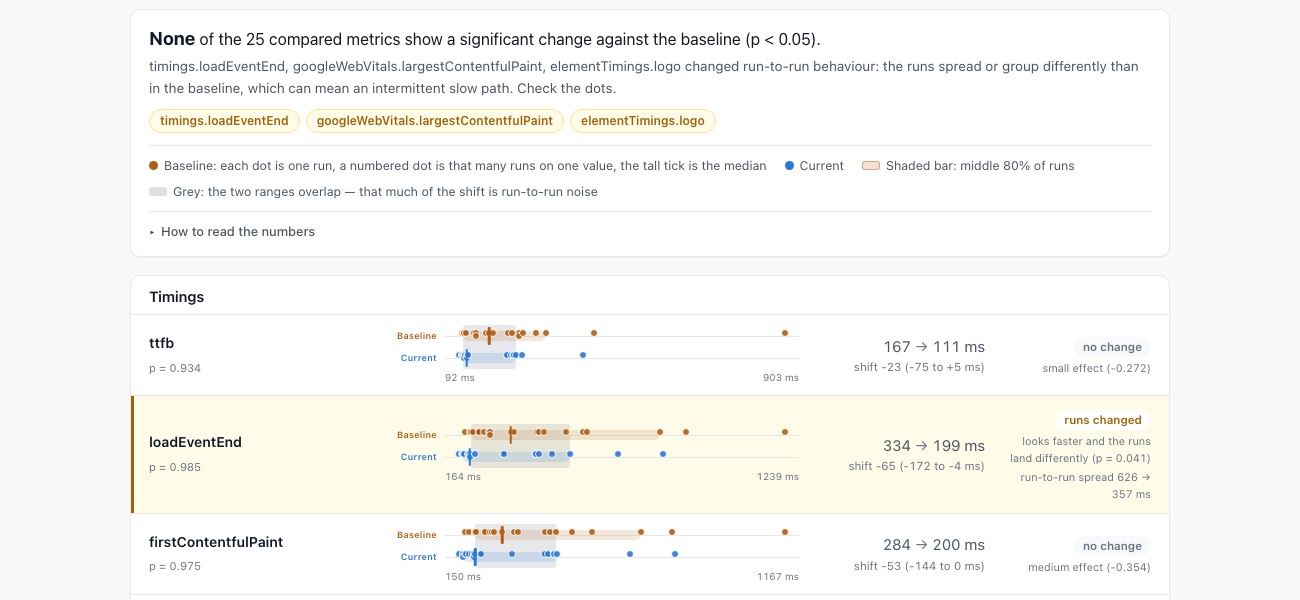 None of the 25 compared metrics show a significant change against the baseline (p < 0.05).
timings.loadEventEnd, googleWebVitals.largestContentfulPaint, elementTimings.logo changed run-to-run behaviour: the runs spread or group differently than
in the baseline, which can mean an intermittent slow path. Check the dots.
timings.loadEventEnd googleWebVitals.largestContentfulPaint elementTimings.logo
Baseline: each dot is one run, a numbered dot is that many runs on one value, the tall tick is the median Current Shaded bar: middle 80% of runs
Grey: the two ranges overlap — that much of the shift is run-to-run noise
▸ How to read the numbers
Timings
ttfb
p = 0.934
Baseline
Current
92 ms 903 ms
167 → 111 ms
shift -23 (-75 to +5 ms)
no change
small effect (-0.272)
loadEventEnd
p = 0.985
Baseline
Current
164 ms 1239 ms
334 → 199 ms
shift -65 (-172 to -4 ms)
runs changed
looks faster and the runs
land differently (p = 0.041)
run-to-run spread 626 →
357 ms
firstContentfulPaint
p = 0.975
Baseline
Current
150 ms 1167 ms
284 → 200 ms
shift -53 (-144 to 0 ms)
no change
medium effect (-0.354)